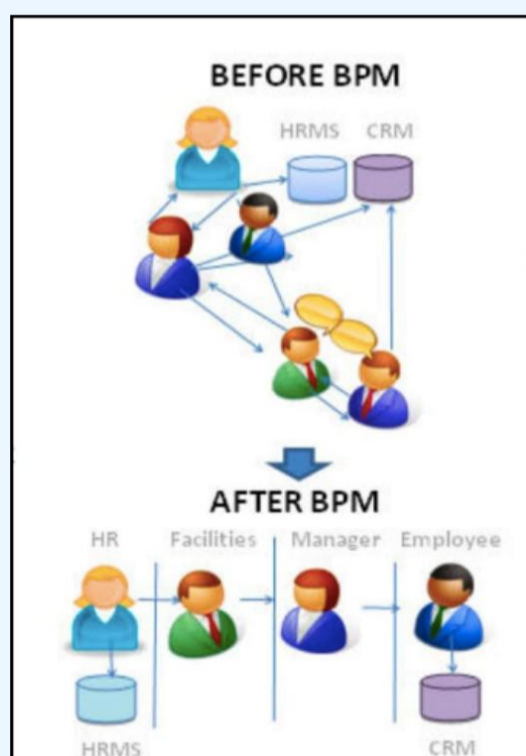 BEFORE BPM
HRMS CRM
AFTER BPM
HR Facilities Manager Employee
HRMS CRM